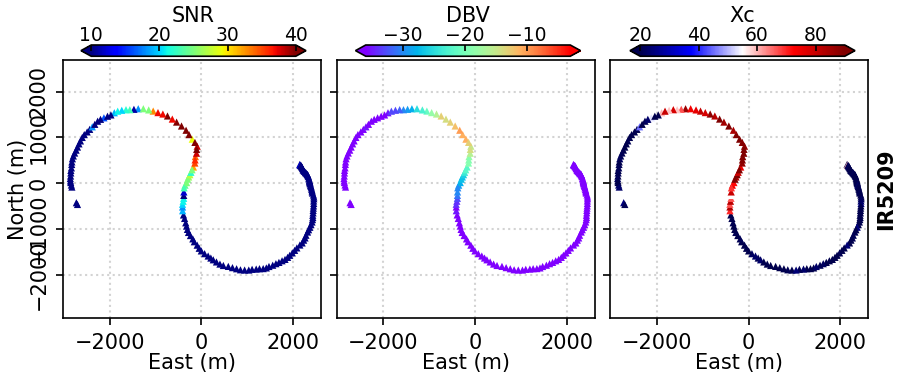 SNR DBV Xc
10 20 30 40 −30 −20 −10 20 40 60 80
2000
1000
0
−1000
−2000
North (m)
IR5209
−2000 0 2000 −2000 0 2000 −2000 0 2000
East (m) East (m) East (m)